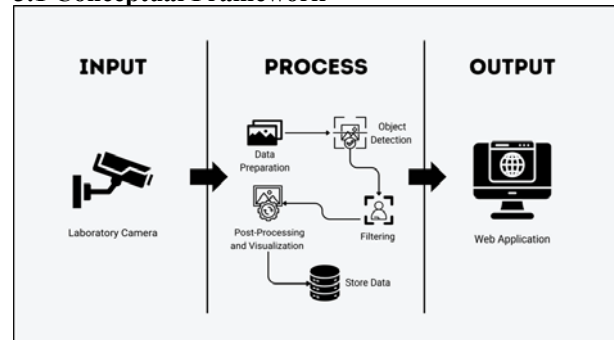 3.1 Conceptual Framework
INPUT
PROCESS
OUTPUT
Object
Detection
Data
Preparation
Laboratory Camera
Post-Processing
and Visualization
Filtering
Web Application
Store Data